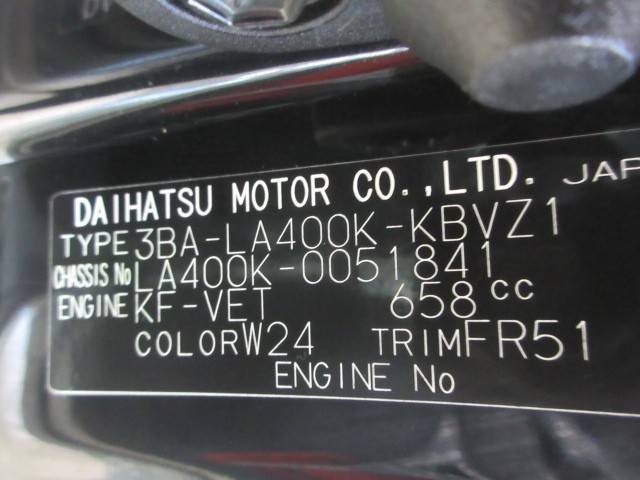 DAIHATSU MOTOR CO.,LTD. JAP
TYPE 3BA-LA400K-KBVZ1
CHASSIS No LA400K-0051841
ENGINE KF-VET 658cc
COLOR W24 TRIM FR51
ENGINE No